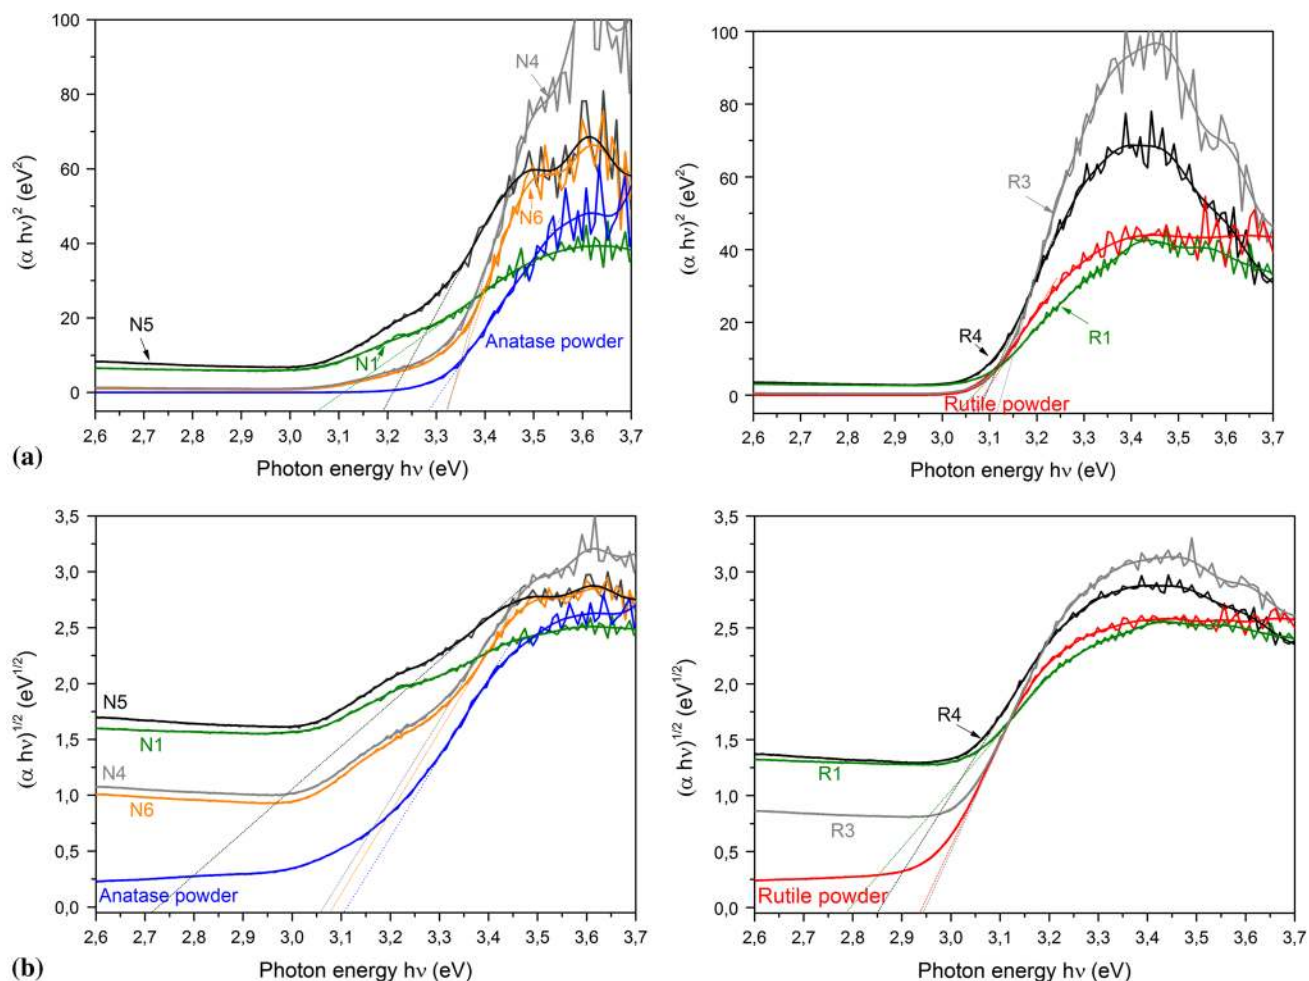 (α hν)² (eV²)
100
80
60
40
20
0
N5
N1
N4
N6
Anatase powder
2,6 2,7 2,8 2,9 3,0 3,1 3,2 3,3 3,4 3,5 3,6 3,7
Photon energy hν (eV)
(a)
(α hν)² (eV²)
100
80
60
40
20
0
R3
R4
R1
Rutile powder
2,6 2,7 2,8 2,9 3,0 3,1 3,2 3,3 3,4 3,5 3,6 3,7
Photon energy hν (eV)
(α hν)^1/2 (eV^1/2)
3,5
3,0
2,5
2,0
1,5
1,0
0,5
0,0
N5
N1
N4
N6
Anatase powder
2,6 2,7 2,8 2,9 3,0 3,1 3,2 3,3 3,4 3,5 3,6 3,7
Photon energy hν (eV)
(b)
(α hν)^1/2 (eV^1/2)
3,5
3,0
2,5
2,0
1,5
1,0
0,5
0,0
R4
R1
R3
Rutile powder
2,6 2,7 2,8 2,9 3,0 3,1 3,2 3,3 3,4 3,5 3,6 3,7
Photon energy hν (eV)